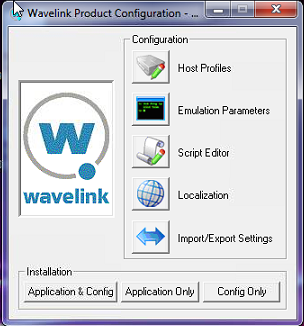 Wavelink Product Configuration - ...
Configuration
Host Profiles
Emulation Parameters
Script Editor
Localization
Import/Export Settings
W.
wavelink
Installation
Application & Config
Application Only
Config Only